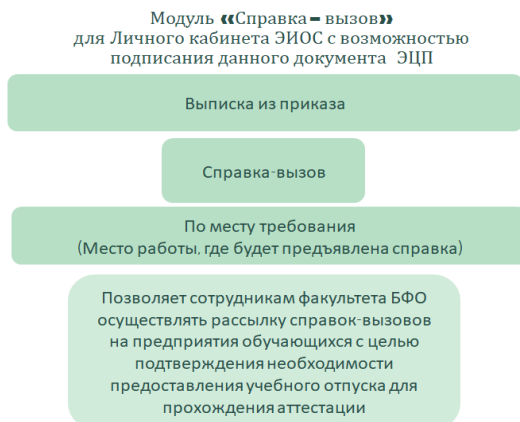 Модуль «Справка – вызов»
для Личного кабинета ЭИОС с возможностью
подписания данного документа ЭЦП
Выписка из приказа
Справка-вызов
По месту требования
(Место работы, где будет предъявлена справка)
Позволяет сотрудникам факультета БФО
осуществлять рассылку справок-вызовов
на предприятия обучающихся с целью
подтверждения необходимости
предоставления учебного отпуска для
прохождения аттестации